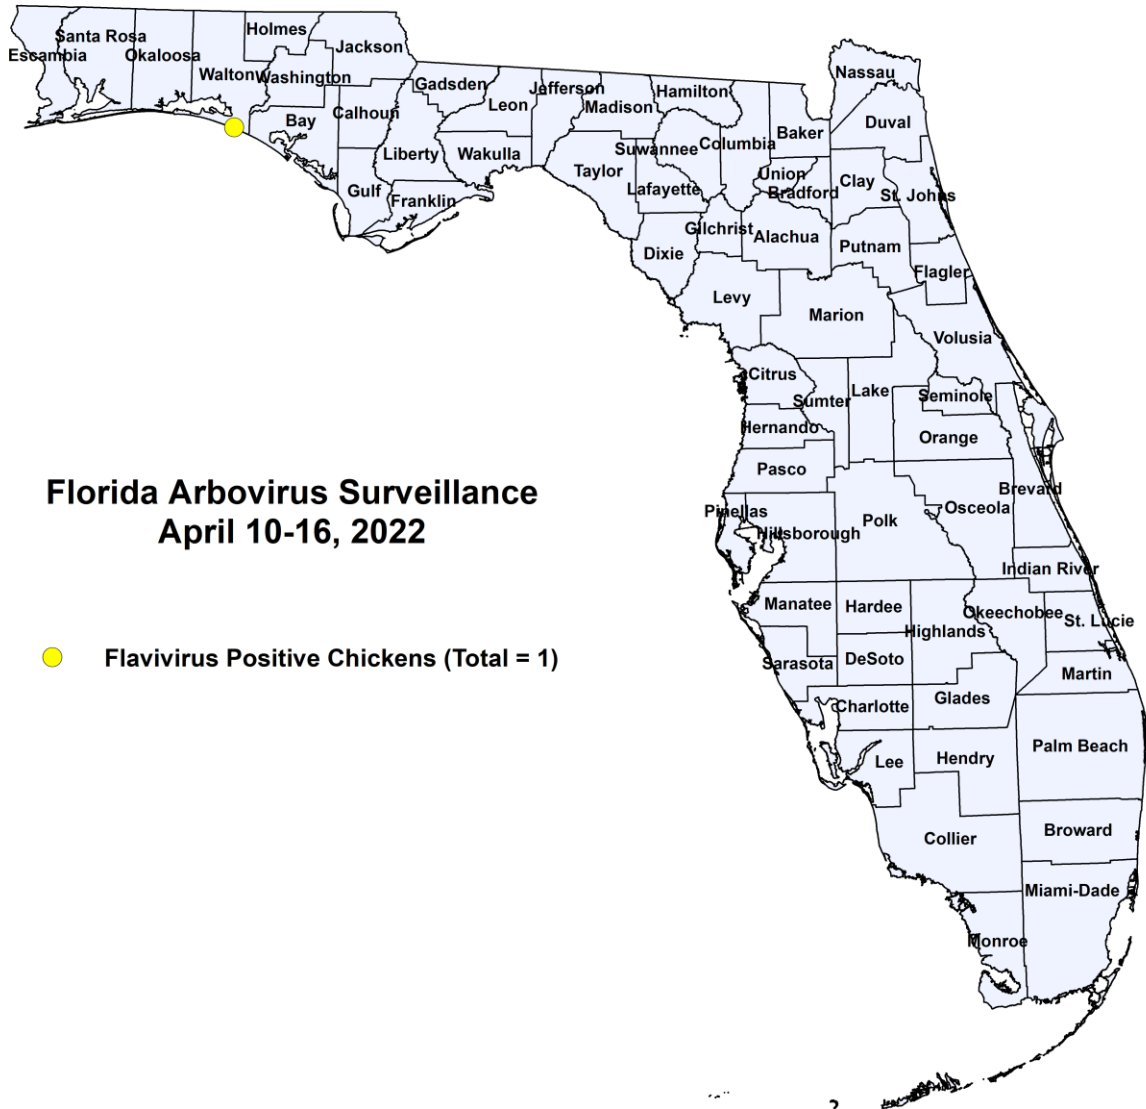 Holmes
Santa Rosa
Jackson
Escambia
Okaloosa
Walton
Washington
Nassau
Gadsden
Jefferson
Hamilton
Leon
Madison
Calhoun
Bay
Duval
Baker
Columbia
Suwannee
Liberty
Wakulla
Taylor
Union
Clay
Lafayette
Bradford
Gulf
St. Johns
Franklin
Gilchrist
Alachua
Putnam
Dixie
Flagler
Levy
Marion
Volusia
Citrus
Lake
Seminole
Sumter
Hernando
Orange
Pasco
Florida Arbovirus Surveillance
April 10-16, 2022
Brevard
Osceola
Pinellas
Polk
Hillsborough
Indian River
Manatee
Hardee
Okeechobee
St. Lucie
Highlands
Flavivirus Positive Chickens (Total = 1)
Sarasota
DeSoto
Martin
Glades
Charlotte
Palm Beach
Hendry
Lee
Broward
Collier
Miami-Dade
Monroe